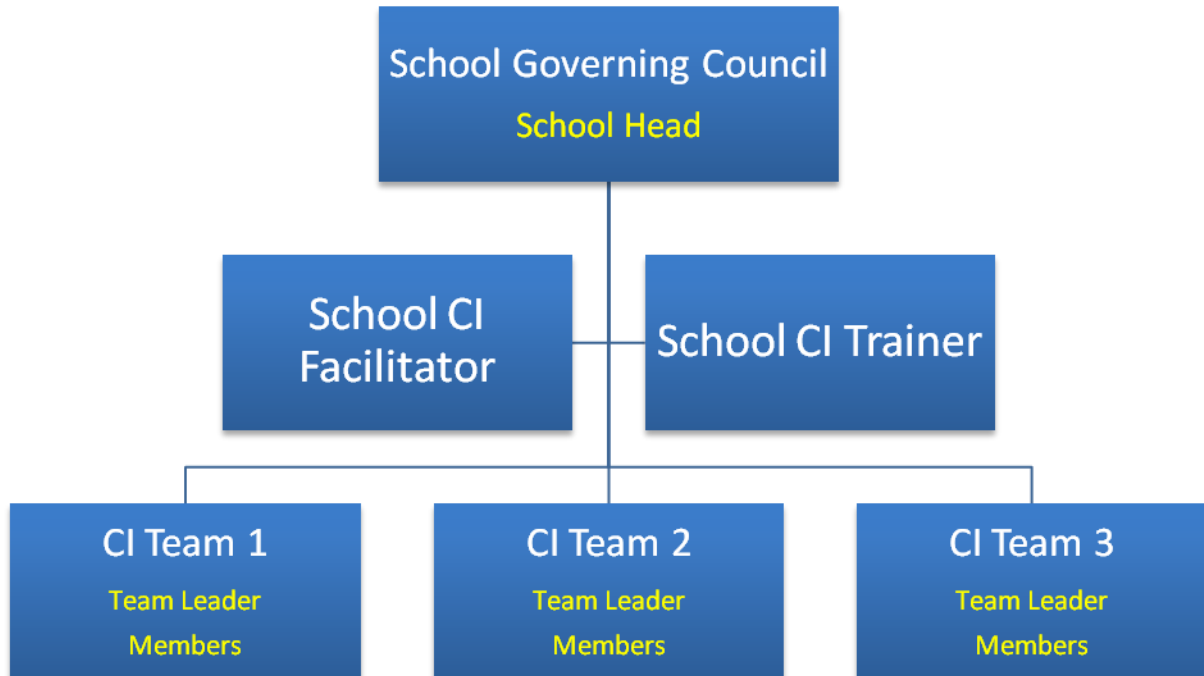 School Governing Council
School Head
School CI
Facilitator
School CI Trainer
CI Team 1
Team Leader
Members
CI Team 2
Team Leader
Members
CI Team 3
Team Leader
Members